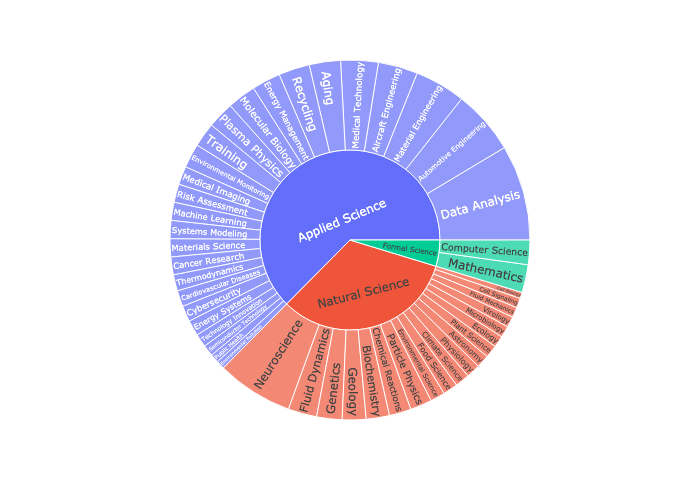 Applied Science
Data Analysis
Automotive Engineering
Material Engineering
Aircraft Engineering
Medical Technology
Aging
Recycling
Energy Management
Molecular Biology
Plasma Physics
Training
Environmental Monitoring
Medical Imaging
Risk Assessment
Machine Learning
Systems Modeling
Materials Science
Cancer Research
Thermodynamics
Cardiovascular Diseases
Cybersecurity
Energy Systems
Technology Innovation
Semiconductor Technology
Public Health
Natural Science
Neuroscience
Fluid Dynamics
Genetics
Geology
Biochemistry
Chemical Reactions
Particle Physics
Environmental Science
Food Science
Climate Science
Physiology
Astronomy
Plant Science
Ecology
Microbiology
Virology
Fluid Mechanics
Cell Signaling
Formal Science
Mathematics
Computer Science